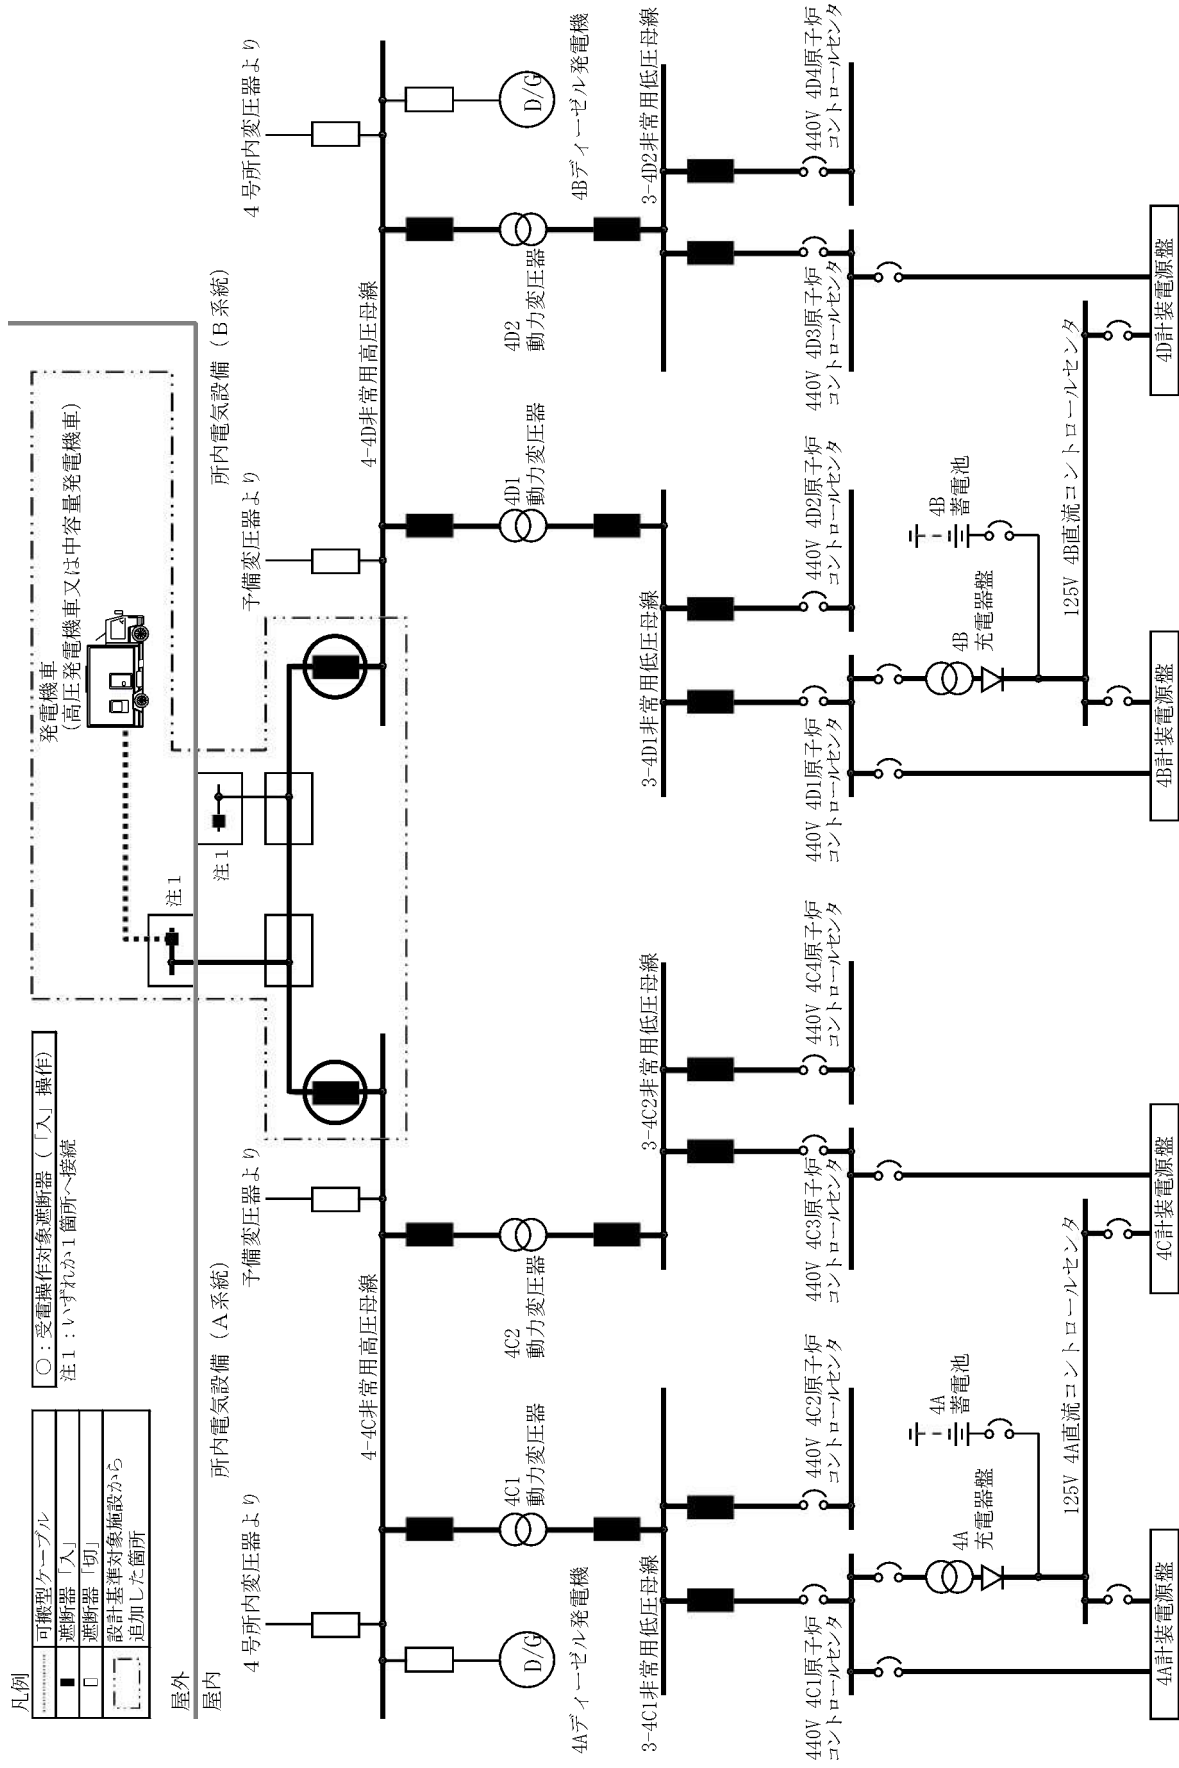 凡例
可搬型ケーブル
遮断器「入」
遮断器「切」
設計基準対象施設から
追加した箇所
○：受電操作対象遮断器（「入」操作）
注1：いずれか1箇所へ接続
発電機車
（高圧発電機車又は中容量発電機車）
屋外
屋内
注1
注1
所内電気設備（A系統）
所内電気設備（B系統）
4号所内変圧器より
予備変圧器より
予備変圧器より
4号所内変圧器より
4-4C非常用高圧母線
4-4D非常用高圧母線
D/G
4Aディーゼル発電機
4C1
動力変圧器
4C2
動力変圧器
4D1
動力変圧器
4D2
動力変圧器
D/G
4Bディーゼル発電機
3-4C1非常用低圧母線
3-4C2非常用低圧母線
3-4D1非常用低圧母線
3-4D2非常用低圧母線
440V 4C1原子炉
コントロールセンタ
440V 4C2原子炉
コントロールセンタ
440V 4C3原子炉
コントロールセンタ
440V 4C4原子炉
コントロールセンタ
440V 4D1原子炉
コントロールセンタ
440V 4D2原子炉
コントロールセンタ
440V 4D3原子炉
コントロールセンタ
440V 4D4原子炉
コントロールセンタ
4A
充電器盤
4A
蓄電池
4B
充電器盤
4B
蓄電池
125V 4A直流コントロールセンタ
125V 4B直流コントロールセンタ
4A計装電源盤
4C計装電源盤
4B計装電源盤
4D計装電源盤